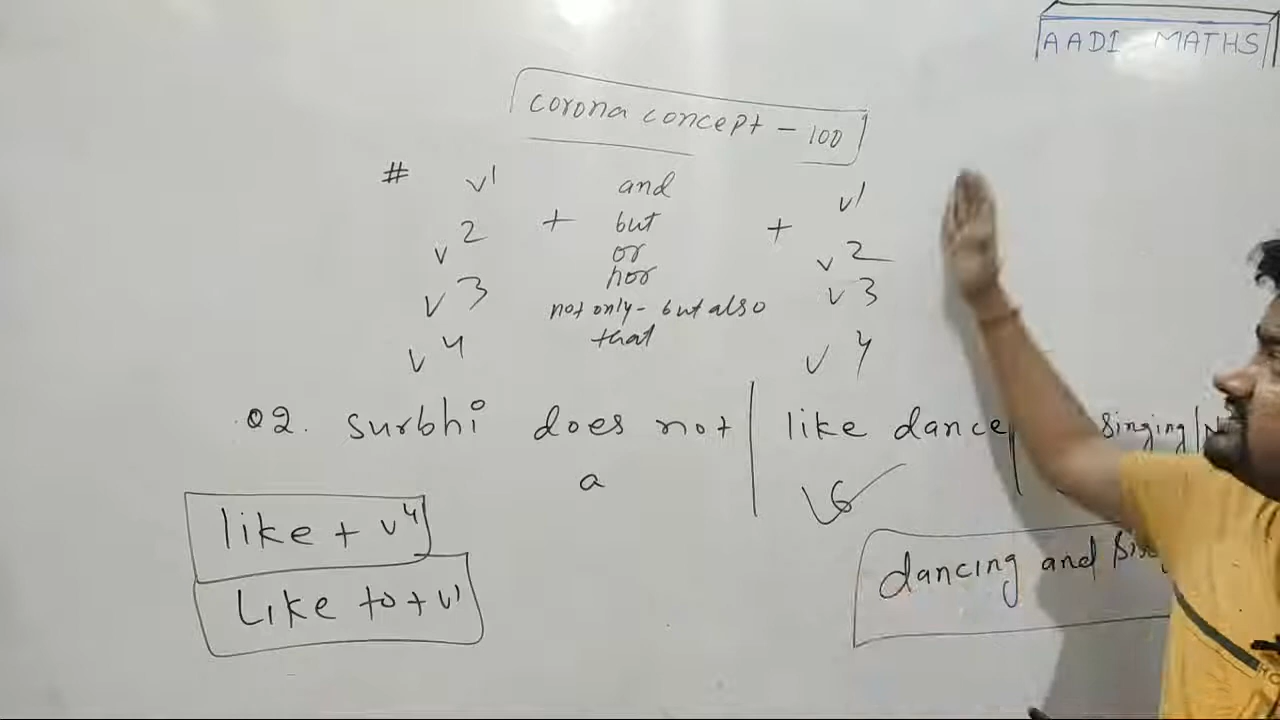 AADI MATHS
corona concept - 100
# v1 and v1
v2 + but + v2
or
nor
v3 not only - but also v3
that
v4 v4
Q2. surbhi does not | like dance | singing |
a b
like + v4
Like to + v1
dancing and